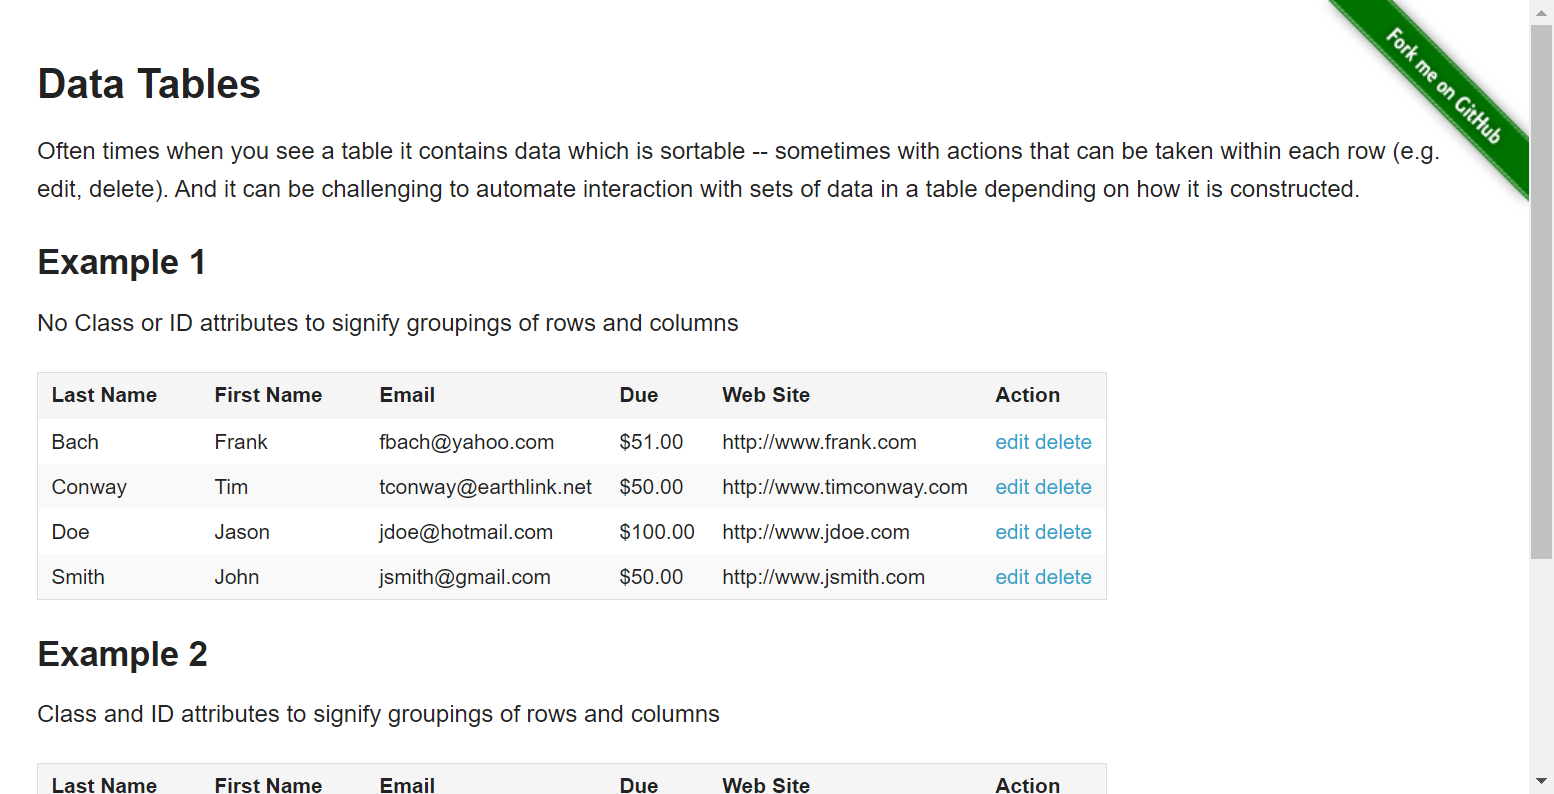 Fork me on GitHub
Data Tables
Often times when you see a table it contains data which is sortable -- sometimes with actions that can be taken within each row (e.g.
edit, delete). And it can be challenging to automate interaction with sets of data in a table depending on how it is constructed.
Example 1
No Class or ID attributes to signify groupings of rows and columns
Last Name First Name Email Due Web Site Action
Bach Frank fbach@yahoo.com $51.00 http://www.frank.com edit delete
Conway Tim tconway@earthlink.net $50.00 http://www.timconway.com edit delete
Doe Jason jdoe@hotmail.com $100.00 http://www.jdoe.com edit delete
Smith John jsmith@gmail.com $50.00 http://www.jsmith.com edit delete
Example 2
Class and ID attributes to signify groupings of rows and columns
Last Name First Name Email Due Web Site Action